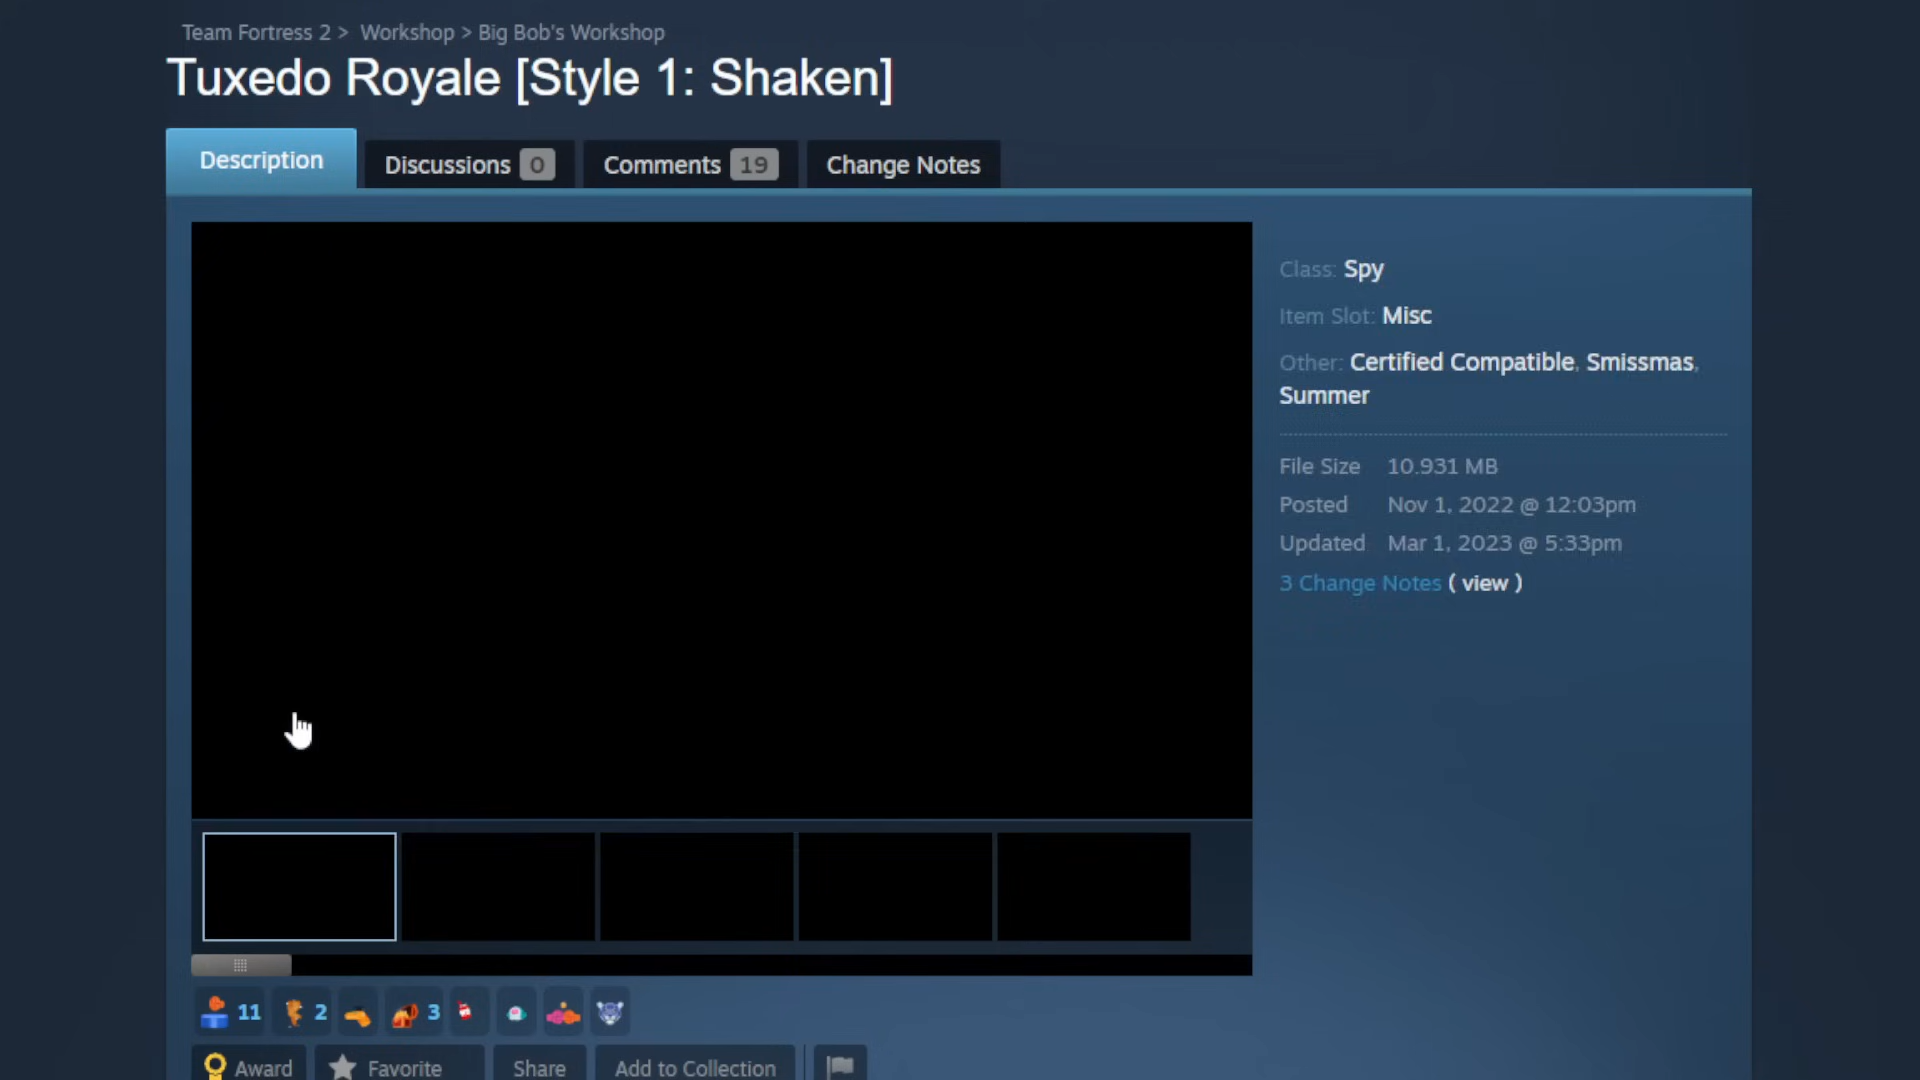 Team Fortress 2 > Workshop > Big Bob's Workshop
Tuxedo Royale [Style 1: Shaken]
Description
Discussions 0
Comments 19
Change Notes
Class: Spy
Item Slot: Misc
Other: Certified Compatible, Smissmas,
Summer
File Size 10.931 MB
Posted Nov 1, 2022 @ 12:03pm
Updated Mar 1, 2023 @ 5:33pm
3 Change Notes ( view )
11 2 3
Award Favorite Share Add to Collection